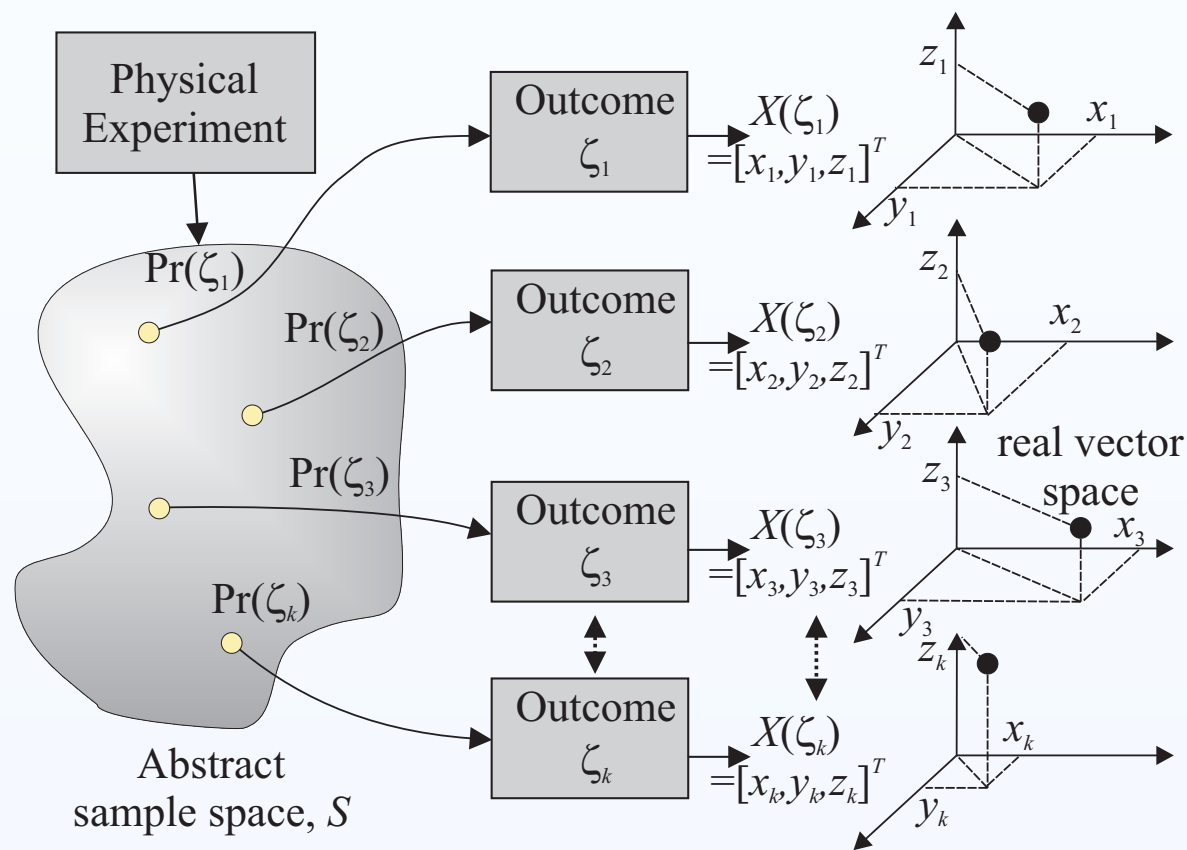 Physical
Experiment
Pr(ζ₁)
Pr(ζ₂)
Pr(ζ₃)
Pr(ζₖ)
Abstract
sample space, S
Outcome
ζ₁
X(ζ₁)
=[x₁,y₁,z₁]ᵀ
z₁
x₁
y₁
Outcome
ζ₂
X(ζ₂)
=[x₂,y₂,z₂]ᵀ
z₂
x₂
y₂
real vector
space
Outcome
ζ₃
X(ζ₃)
=[x₃,y₃,z₃]ᵀ
z₃
x₃
y₃
Outcome
ζₖ
X(ζₖ)
=[xₖ,yₖ,zₖ]ᵀ
zₖ
xₖ
yₖ